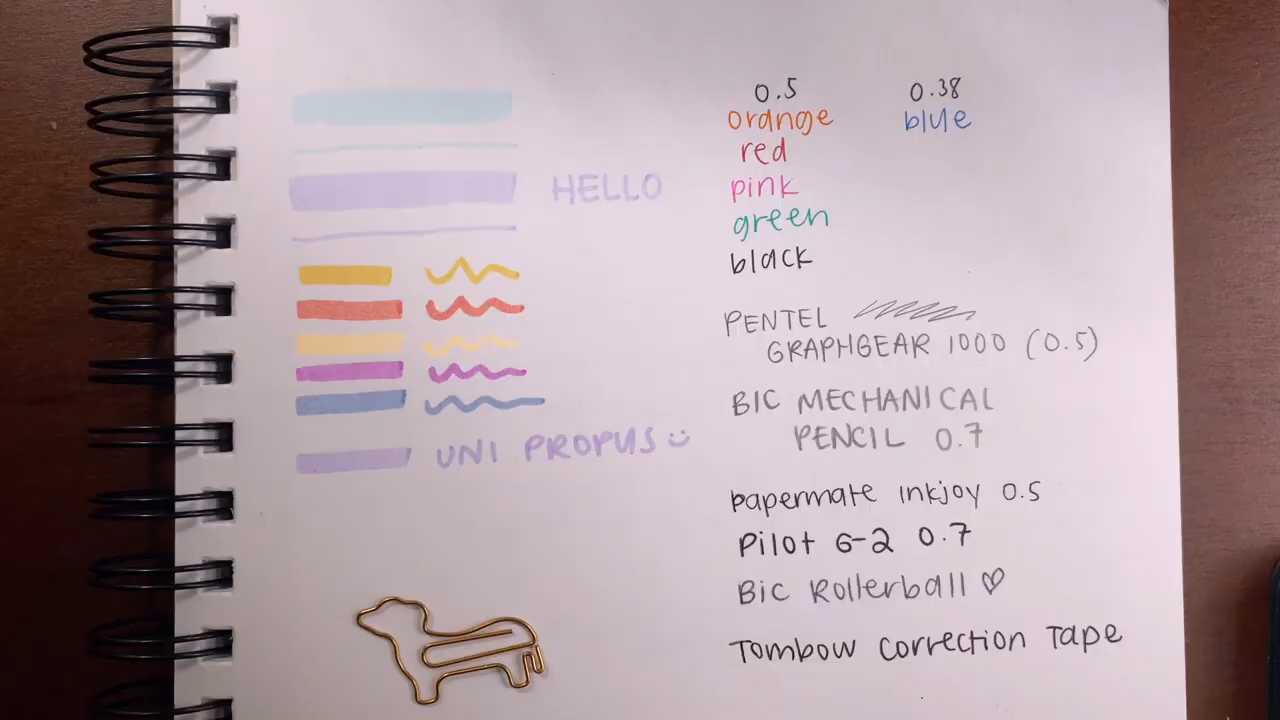 HELLO
UNI PROPUS
0.5
orange
red
pink
green
black
0.38
blue
PENTEL
GRAPHGEAR 1000 (0.5)
BIC MECHANICAL
PENCIL 0.7
papermate inkjoy 0.5
Pilot G-2 0.7
Bic Rollerball ♡
Tombow Correction Tape